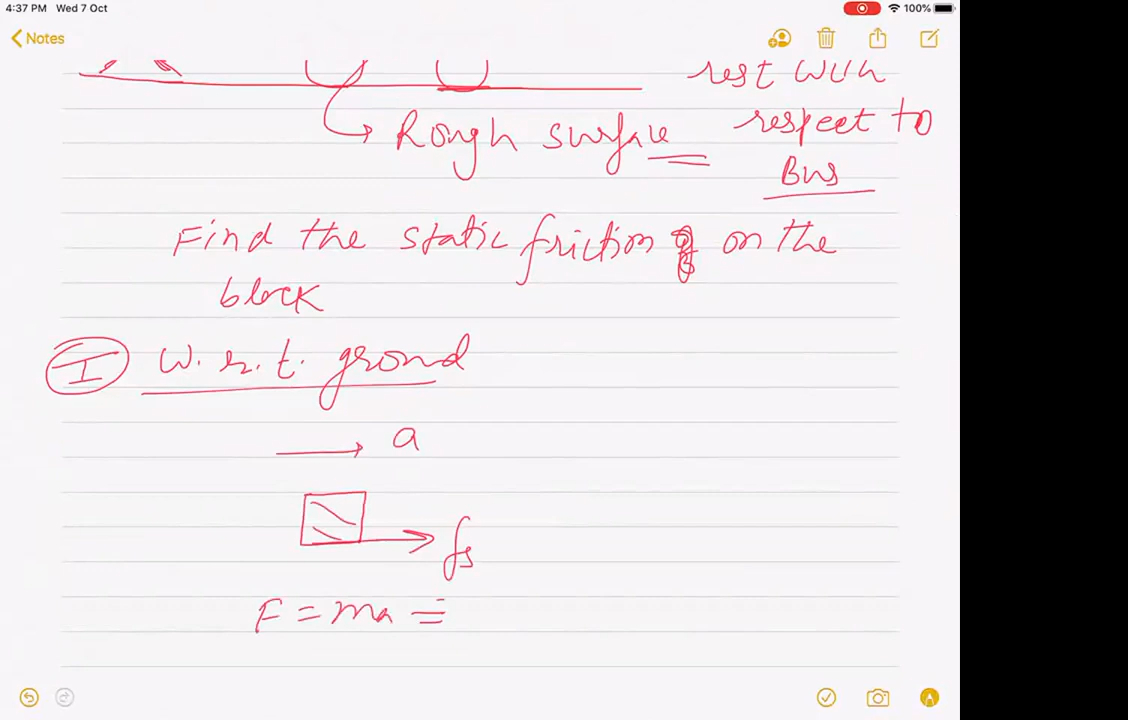 4:37 PM Wed 7 Oct
100%
Notes
rest with
respect to
Bus
Rough surface
Find the static friction on the
block
I w.r.t. grond
a
fs
F = ma =